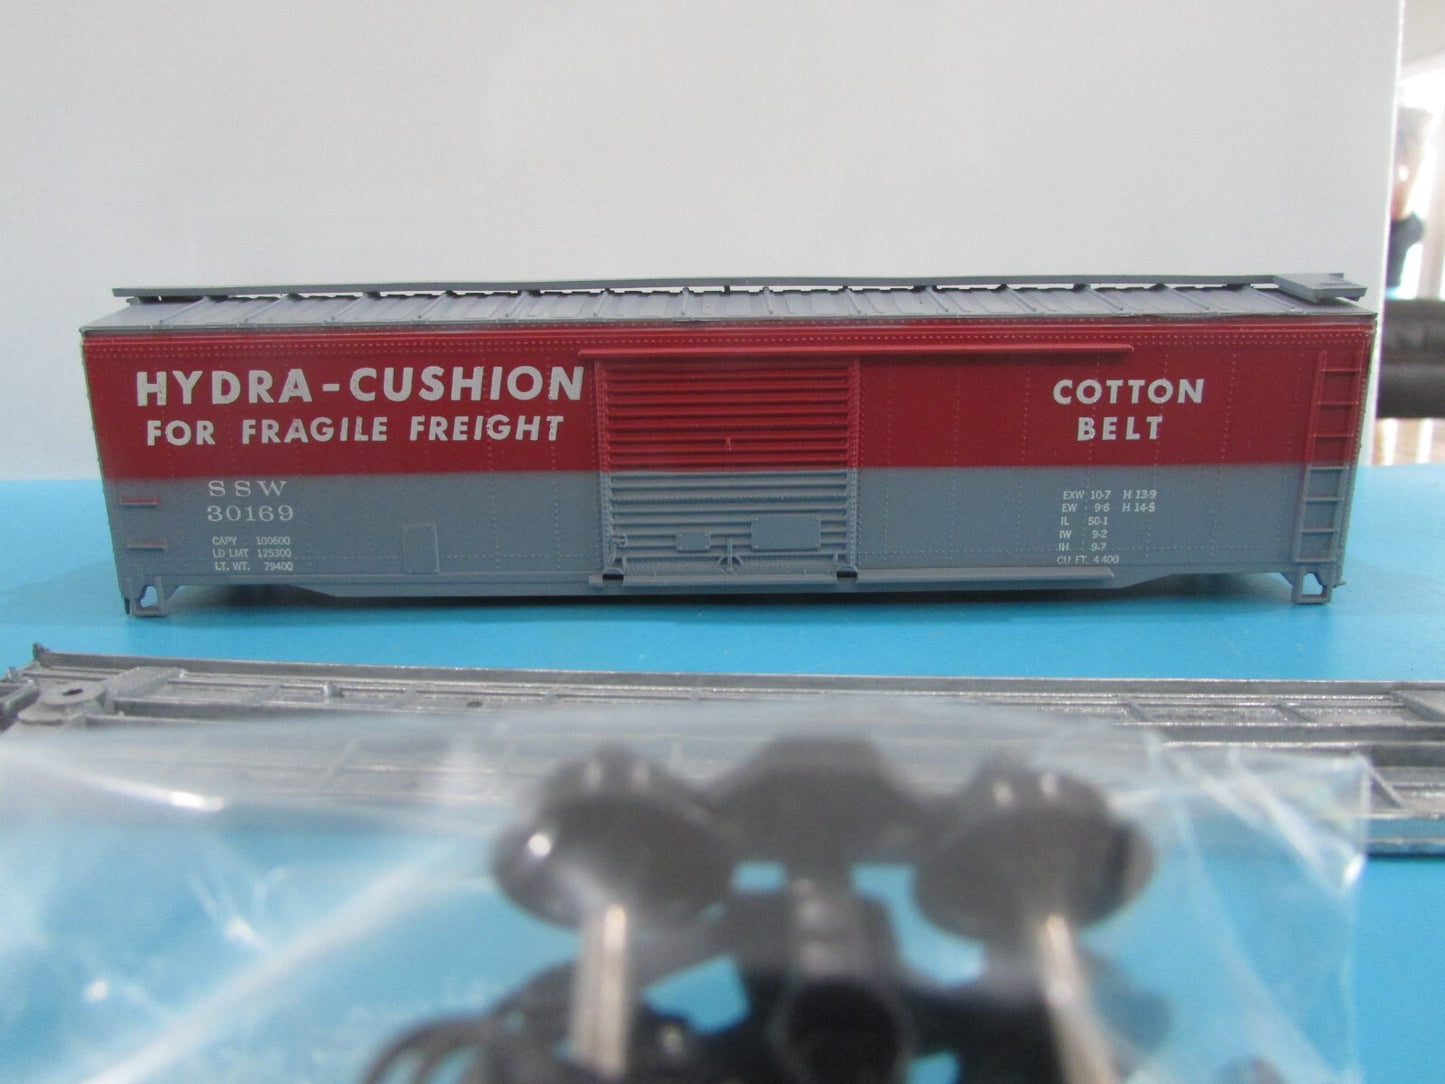 HYDRA-CUSHION
FOR FRAGILE FREIGHT
SSW
30169
CAPY 100600
LD LMT 125300
LT. WT. 79400
COTTON
BELT
EXW 10-7 H 13-9
EW 9-6 H 14-5
IL 50-1
IW 9-2
IH 9-7
CU FT. 4400